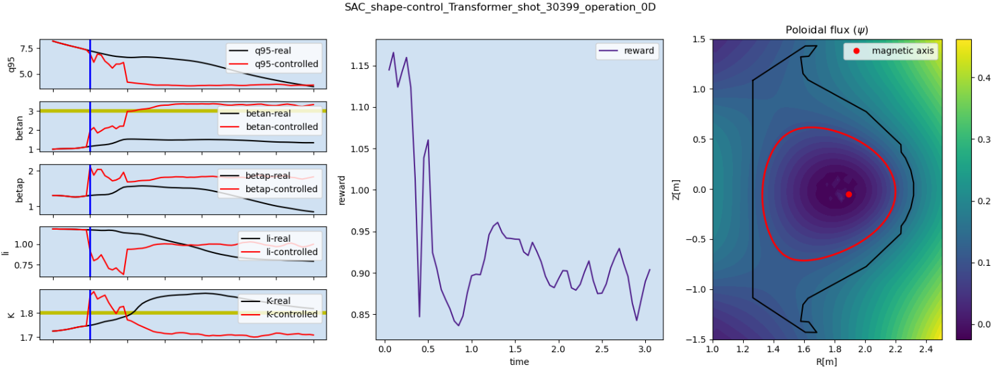 SAC_shape-control_Transformer_shot_30399_operation_0D
7.5
5.0
q95
q95-real
q95-controlled
3
2
1
betan
betan-real
betan-controlled
2
1
betap
betap-real
betap-controlled
1.00
0.75
li
li-real
li-controlled
1.8
1.7
K
K-real
K-controlled
reward
1.15
1.10
1.05
1.00
0.95
0.90
0.85
reward
0.0 0.5 1.0 1.5 2.0 2.5 3.0
time
Poloidal flux (ψ)
magnetic axis
1.5
1.0
0.5
0.0
−0.5
−1.0
−1.5
Z[m]
1.0 1.2 1.4 1.6 1.8 2.0 2.2 2.4
R[m]
0.4
0.3
0.2
0.1
0.0